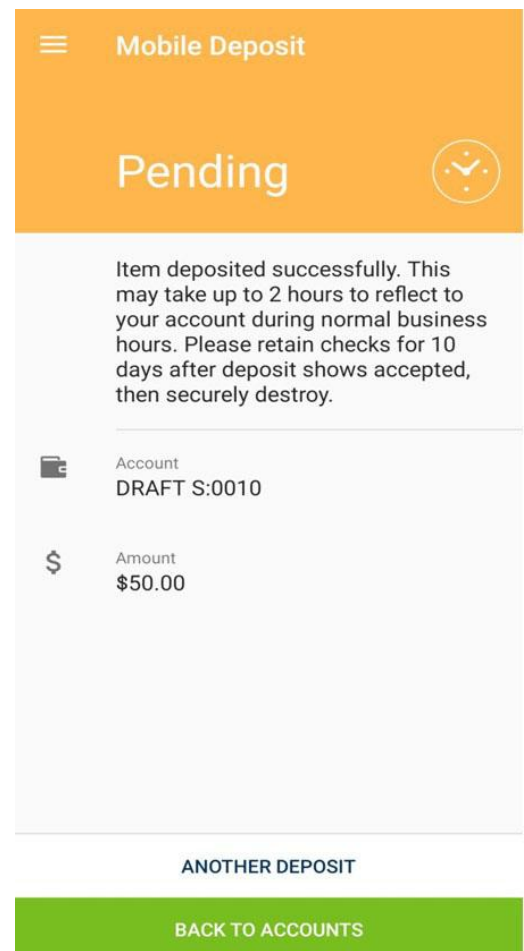 Mobile Deposit
Pending
Item deposited successfully. This
may take up to 2 hours to reflect to
your account during normal business
hours. Please retain checks for 10
days after deposit shows accepted,
then securely destroy.
Account
DRAFT S:0010
$
Amount
$50.00
ANOTHER DEPOSIT
BACK TO ACCOUNTS